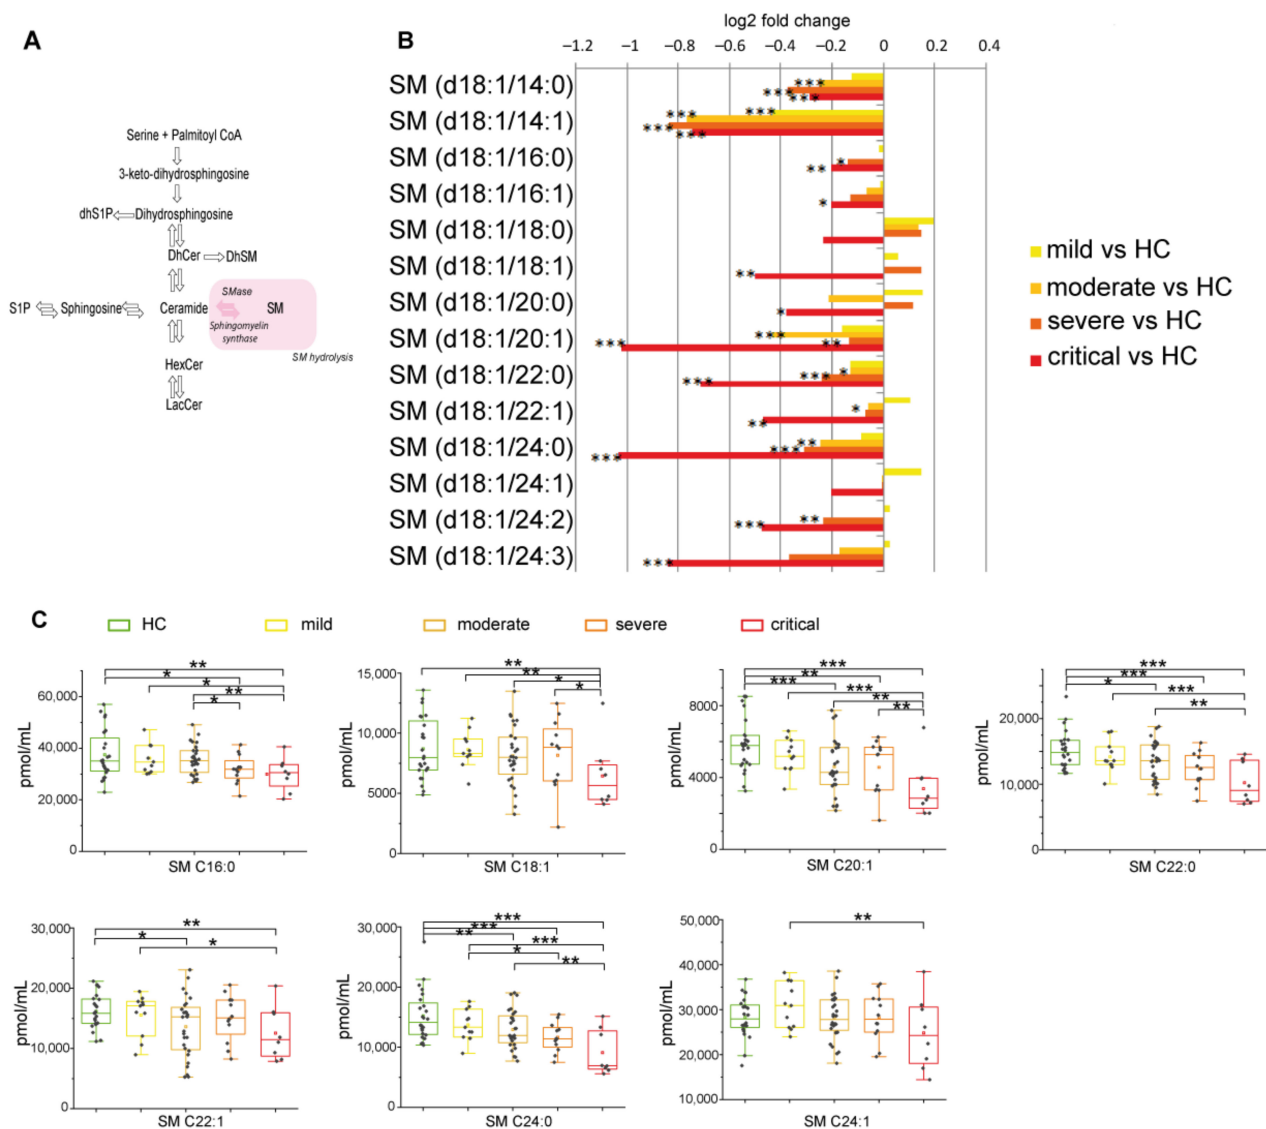 A
Serine + Palmitoyl CoA
3-keto-dihydrosphingosine
dhS1P Dihydrosphingosine
DhCer DhSM
S1P Sphingosine Ceramide SMase SM
Sphingomyelin
synthase
SM hydrolysis
HexCer
LacCer
B
log2 fold change
−1.2 −1 −0.8 −0.6 −0.4 −0.2 0 0.2 0.4
SM (d18:1/14:0) *** *** ***
SM (d18:1/14:1) *** *** *** ***
SM (d18:1/16:0) * **
SM (d18:1/16:1) *
SM (d18:1/18:0)
SM (d18:1/18:1) **
SM (d18:1/20:0) *
SM (d18:1/20:1) *** ** ***
SM (d18:1/22:0) * *** ***
SM (d18:1/22:1) * **
SM (d18:1/24:0) ** *** ***
SM (d18:1/24:1)
SM (d18:1/24:2) ** ***
SM (d18:1/24:3) ***
mild vs HC
moderate vs HC
severe vs HC
critical vs HC
C
HC mild moderate severe critical
pmol/mL
60,000
40,000
20,000
0
** * * ** *
SM C16:0
pmol/mL
15,000
10,000
5000
0
** ** * *
SM C18:1
pmol/mL
8000
4000
0
*** ** *** *** ** **
SM C20:1
pmol/mL
20,000
10,000
0
*** *** * *** **
SM C22:0
pmol/mL
30,000
20,000
10,000
0
** * *
SM C22:1
pmol/mL
30,000
20,000
10,000
0
*** *** ** *** * **
SM C24:0
pmol/mL
50,000
40,000
30,000
20,000
10,000
**
SM C24:1